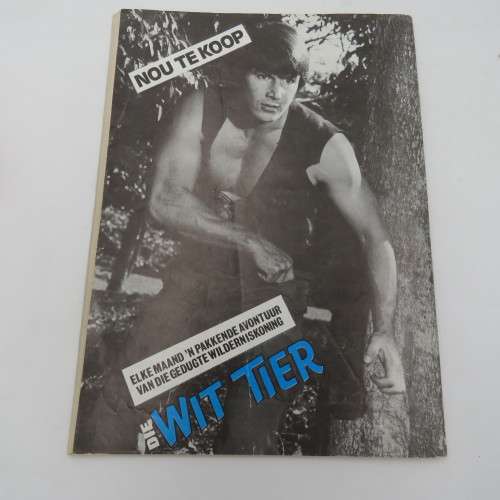 NOU TE KOOP
ELKE MAAND 'N PAKKENDE AVONTUUR
VAN DIE GEDUGTE WILDERNISKONING
DIE WIT TIER